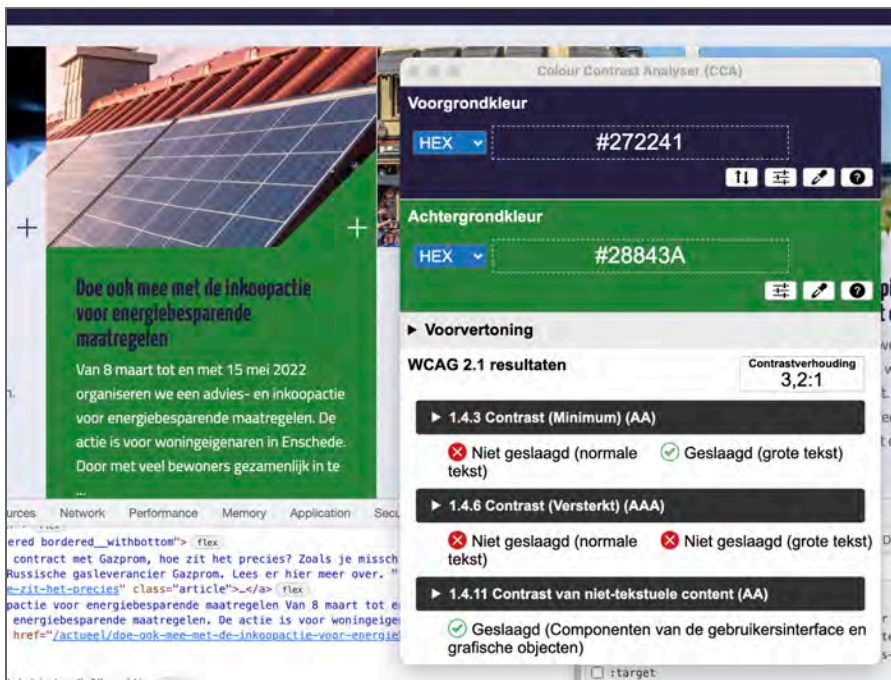 Colour Contrast Analyser (CCA)
Voorgrondkleur
HEX
#272241
Achtergrondkleur
HEX
#28843A
Voorvertoning
WCAG 2.1 resultaten
Contrastverhouding
3,2:1
1.4.3 Contrast (Minimum) (AA)
Niet geslaagd (normale
tekst)
Geslaagd (grote tekst)
1.4.6 Contrast (Versterkt) (AAA)
Niet geslaagd (normale
tekst)
Niet geslaagd (grote tekst)
1.4.11 Contrast van niet-tekstuele content (AA)
Geslaagd (Componenten van de gebruikersinterface en
grafische objecten)
Doe ook mee met de inkoopactie
voor energiebesparende
maatregelen
Van 8 maart tot en met 15 mei 2022
organiseren we een advies- en inkoopactie
voor energiebesparende maatregelen. De
actie is voor woningeigenaren in Enschede.
Door met veel bewoners gezamenlijk in te
...
urces Network Performance Memory Application Secu
ered bordered__withbottom"> flex
contract met Gazprom, hoe zit het precies? Zoals je missch
Russische gasleverancier Gazprom. Lees er hier meer over. "
e-zit-het-precies" class="article">…</a> flex
pactie voor energiebesparende maatregelen Van 8 maart tot e
energiebesparende maatregelen. De actie is voor woningeige
href="/actueel/doe-ook-mee-met-de-inkoopactie-voor-energiel
:target